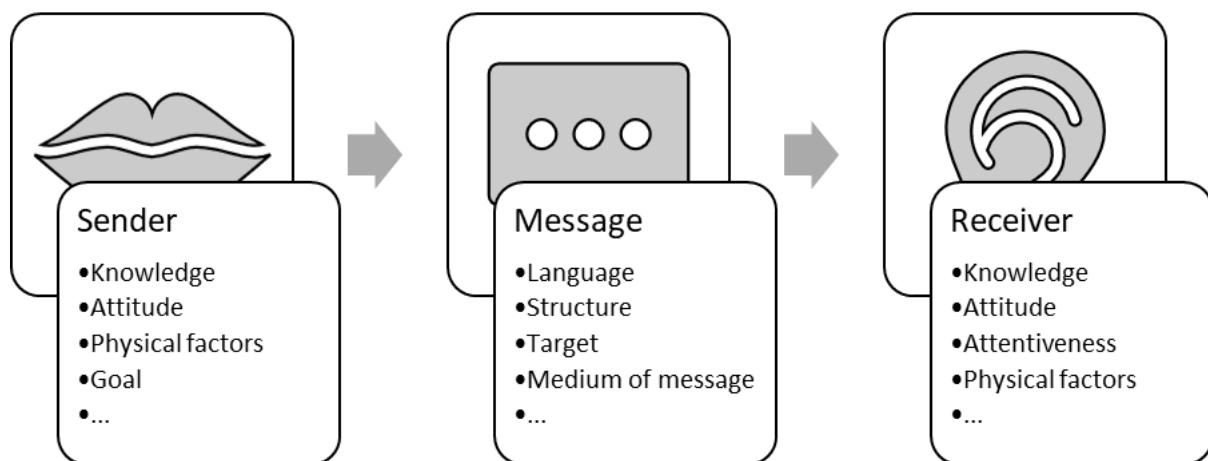 Sender
•Knowledge
•Attitude
•Physical factors
•Goal
•...
Message
•Language
•Structure
•Target
•Medium of message
•...
Receiver
•Knowledge
•Attitude
•Attentiveness
•Physical factors
•...